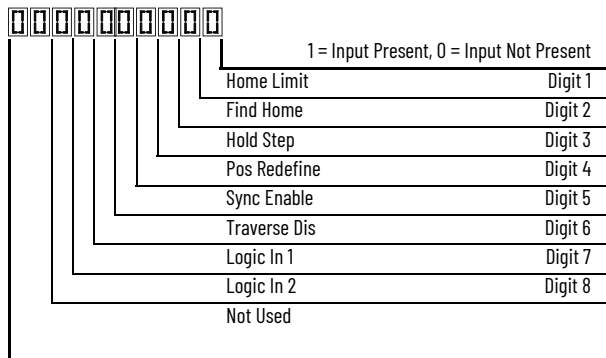 0000000000
1 = Input Present, 0 = Input Not Present
Home Limit Digit 1
Find Home Digit 2
Hold Step Digit 3
Pos Redefine Digit 4
Sync Enable Digit 5
Traverse Dis Digit 6
Logic In 1 Digit 7
Logic In 2 Digit 8
Not Used